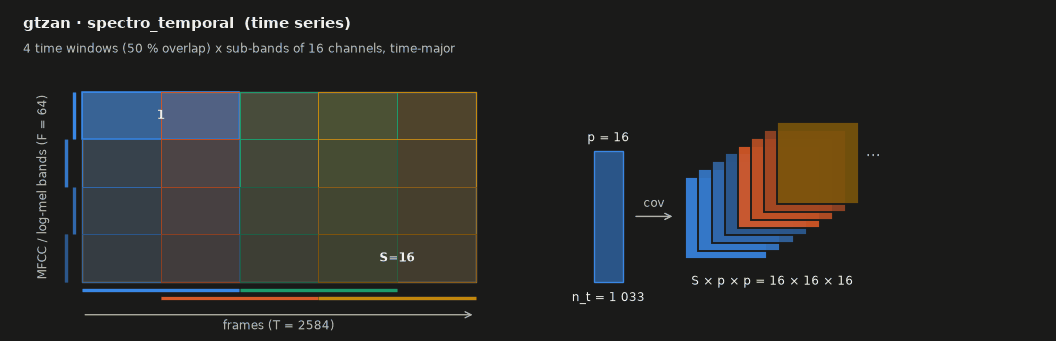 gtzan · spectro_temporal (time series)
4 time windows (50 % overlap) x sub-bands of 16 channels, time-major
MFCC / log-mel bands (F = 64)
1
S=16
frames (T = 2584)
p = 16
n_t = 1 033
cov
...
S × p × p = 16 × 16 × 16